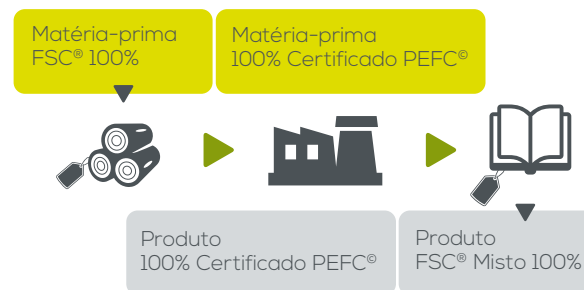 Matéria-prima
FSC® 100%
Matéria-prima
100% Certificado PEFC©
Produto
100% Certificado PEFC©
Produto
FSC® Misto 100%